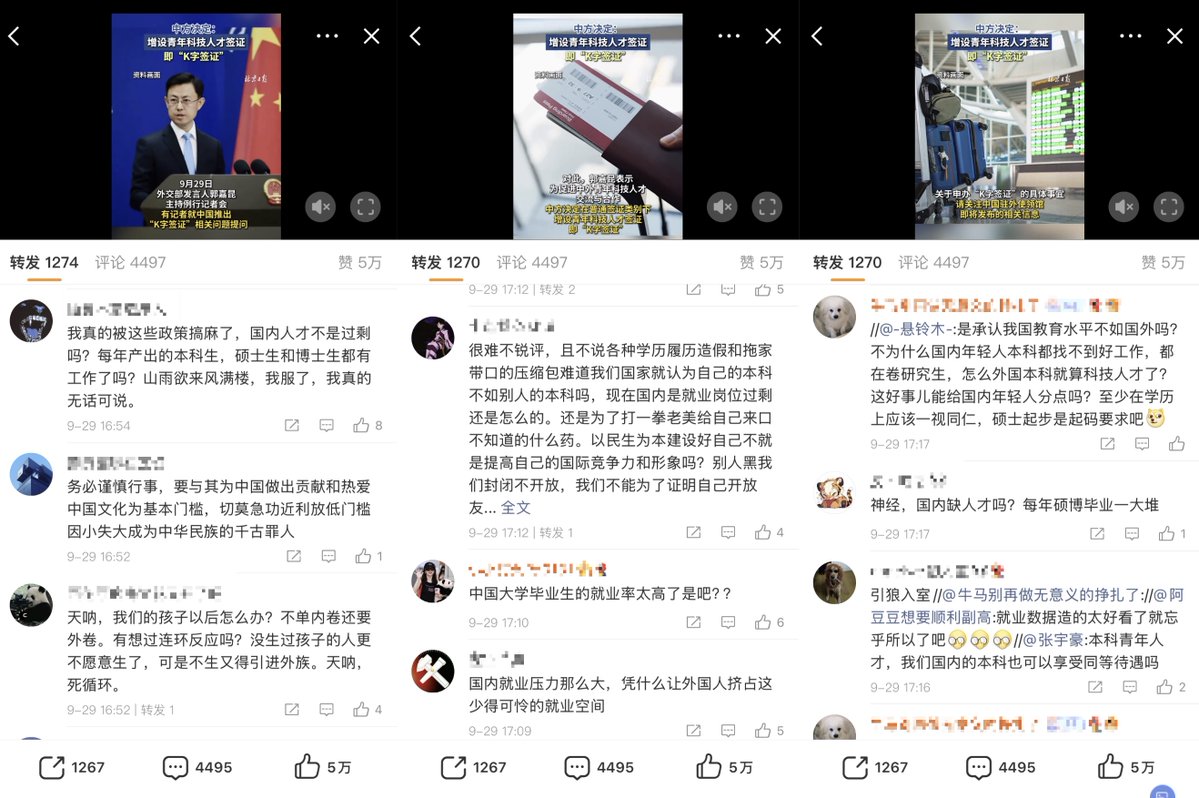 中方决定:
增设青年科技人才签证
即“K字签证”
资料画面
9月29日
外交部发言人郭嘉昆
主持例行记者会
有记者就中国推出
“K字签证”相关问题提问
转发 1274 评论 4497 赞 5万
我真的被这些政策搞麻了，国内人才不是过剩
吗？每年产出的本科生，硕士生和博士生都有
工作了吗？山雨欲来风满楼，我服了，我真的
无话可说。
9-29 16:54 8
务必谨慎行事，要与其为中国做出贡献和热爱
中国文化为基本门槛，切莫急功近利放低门槛
因小失大成为中华民族的千古罪人
9-29 16:52 1
天呐，我们的孩子以后怎么办？不单内卷还要
外卷。有想过连环反应吗？没生过孩子的人更
不愿意生了，可是不生又得引进外族。天呐，
死循环。
9-29 16:52 | 转发 1 4
1267 4495 5万
中方决定:
增设青年科技人才签证
即“K字签证”
资料画面
对此，郭嘉昆表示
为促进中外青年科技人才
交流与合作
中方决定在普通签证类别下
增设青年科技人才签证
即“K字签证”
转发 1270 评论 4497 赞 5万
9-29 17:12 | 转发 2 5
很难不锐评，且不说各种学历履历造假和拖家
带口的压缩包难道我们国家就认为自己的本科
不如别人的本科吗，现在国内是就业岗位过剩
还是怎么的。还是为了打一拳老美给自己来口
不知道的什么药。以民生为本建设好自己不就
是提高自己的国际竞争力和形象吗？别人黑我
们封闭不开放，我们不能为了证明自己开放
友... 全文
9-29 17:12 | 转发 1 4
中国大学毕业生的就业率太高了是吧？？
9-29 17:10 6
国内就业压力那么大，凭什么让外国人挤占这
少得可怜的就业空间
9-29 17:09 5
1267 4495 5万
中方决定:
增设青年科技人才签证
即“K字签证”
资料画面
北京日报
关于申办“K字签证”的具体事宜
请关注中国驻外使领馆
即将发布的相关信息
转发 1270 评论 4497 赞 5万
//@-悬铃木-:是承认我国教育水平不如国外吗？
不为什么国内年轻人本科都找不到好工作，都
在卷研究生，怎么外国本科就算科技人才了？
这好事儿能给国内年轻人分点吗？至少在学历
上应该一视同仁，硕士起步是起码要求吧
9-29 17:17
神经，国内缺人才吗？每年硕博毕业一大堆
9-29 17:17 1
引狼入室//@牛马别再做无意义的挣扎了://@阿
豆豆想要顺利副高:就业数据造的太好看了就忘
乎所以了吧//@张宇豪:本科青年人
才，我们国内的本科也可以享受同等待遇吗
9-29 17:16 2
1267 4495 5万